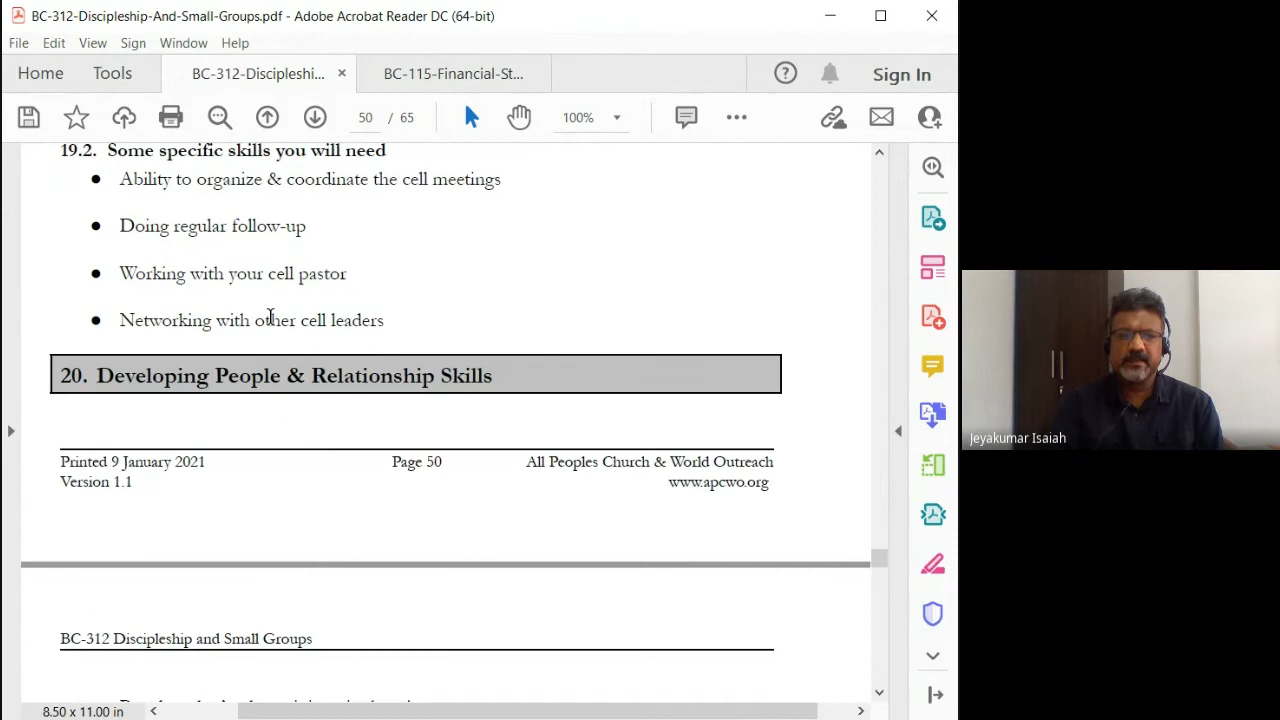 BC-312-Discipleship-And-Small-Groups.pdf - Adobe Acrobat Reader DC (64-bit)
File Edit View Sign Window Help
Home Tools BC-312-Discipleshi... × BC-115-Financial-St... Sign In
50 / 65 100%
19.2. Some specific skills you will need
● Ability to organize & coordinate the cell meetings
● Doing regular follow-up
● Working with your cell pastor
● Networking with other cell leaders
20. Developing People & Relationship Skills
Printed 9 January 2021 Page 50 All Peoples Church & World Outreach
Version 1.1 www.apcwo.org
BC-312 Discipleship and Small Groups
8.50 x 11.00 in
Jeyakumar Isaiah